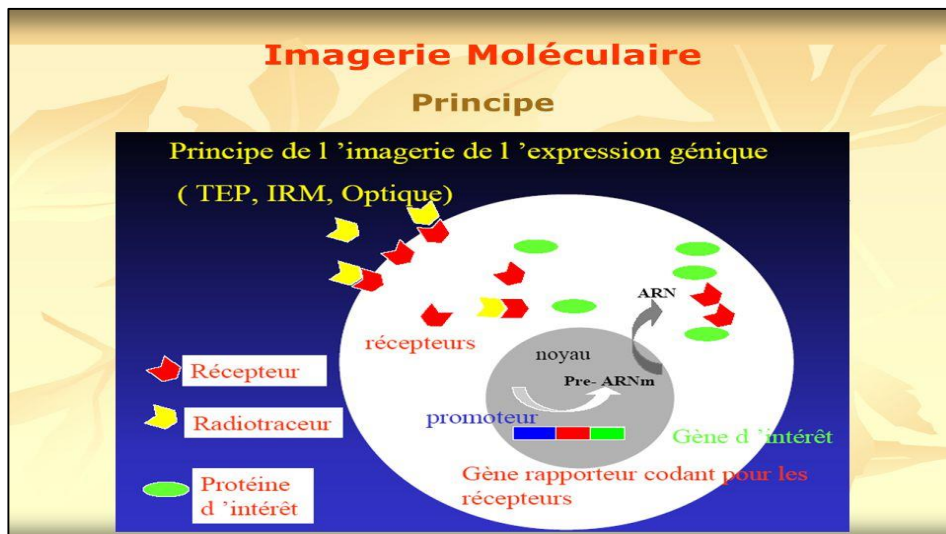 Imagerie Moléculaire
Principe
Principe de l ’imagerie de l ’expression génique
( TEP, IRM, Optique)
ARN
récepteurs
noyau
Pre- ARNm
Récepteur
promoteur
Radiotraceur
Gène d ’intérêt
Gène rapporteur codant pour les
récepteurs
Protéine
d ’intérêt